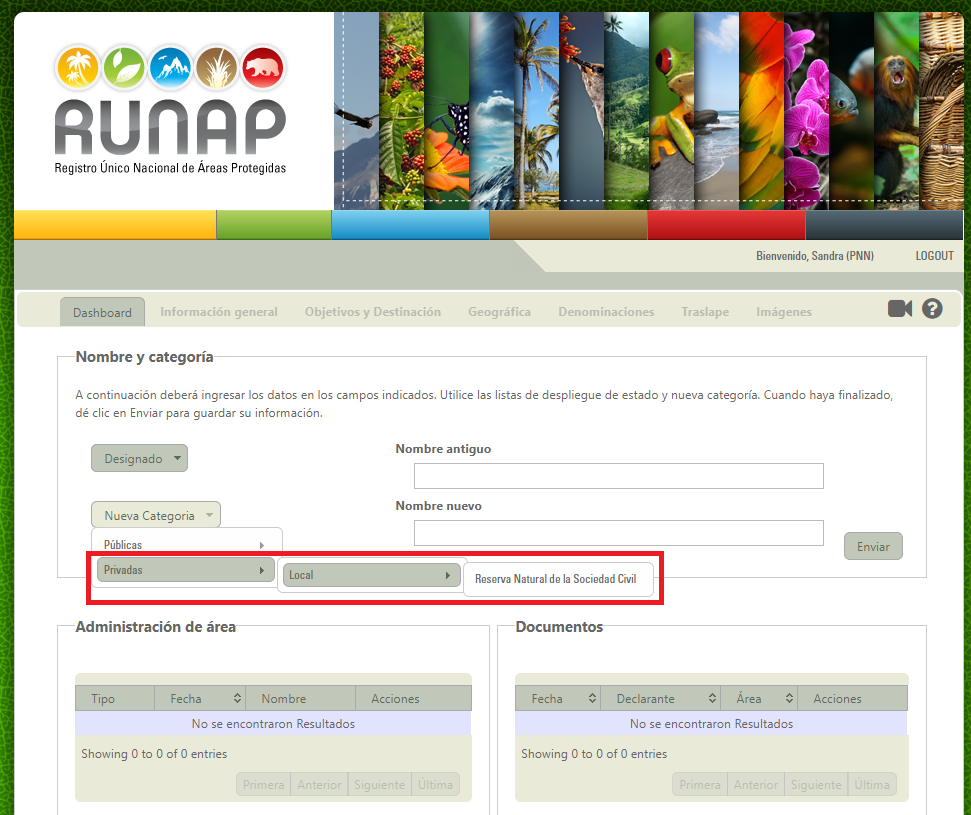 RUNAP
Registro Único Nacional de Áreas Protegidas
Bienvenido, Sandra (PNN) LOGOUT
Dashboard Información general Objetivos y Destinación Geográfica Denominaciones Traslape Imágenes
Nombre y categoría
A continuación deberá ingresar los datos en los campos indicados. Utilice las listas de despliegue de estado y nueva categoría. Cuando haya finalizado,
dé clic en Enviar para guardar su información.
Nombre antiguo
Designado
Nombre nuevo
Nueva Categoria
Públicas
Enviar
Privadas Local Reserva Natural de la Sociedad Civil
Administración de área Documentos
Tipo Fecha Nombre Acciones Fecha Declarante Área Acciones
No se encontraron Resultados No se encontraron Resultados
Showing 0 to 0 of 0 entries Showing 0 to 0 of 0 entries
Primera Anterior Siguiente Última Primera Anterior Siguiente Última